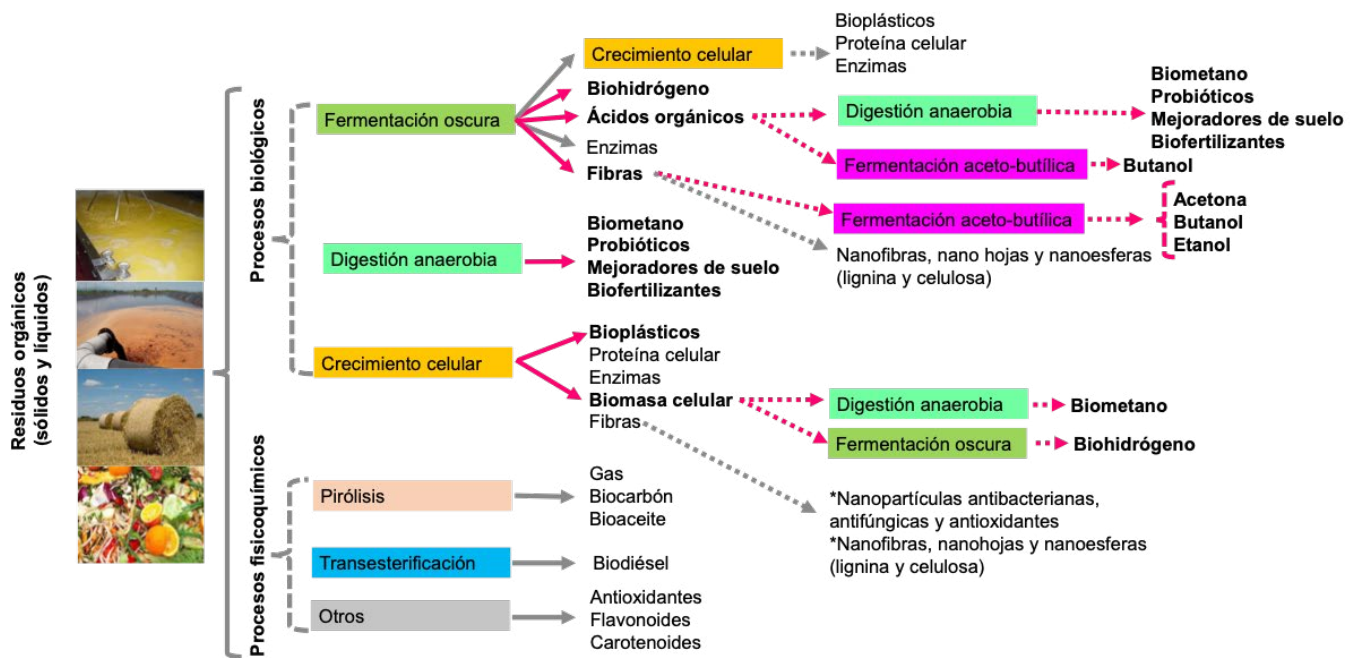 Residuos orgánicos
(sólidos y líquidos)
Procesos biológicos
Fermentación oscura
Crecimiento celular
Bioplásticos
Proteína celular
Enzimas
Biohidrógeno
Ácidos orgánicos
Digestión anaerobia
Biometano
Probióticos
Mejoradores de suelo
Biofertilizantes
Fermentación aceto-butílica
Butanol
Enzimas
Fibras
Fermentación aceto-butílica
Acetona
Butanol
Etanol
Nanofibras, nano hojas y nanoesferas
(lignina y celulosa)
Digestión anaerobia
Biometano
Probióticos
Mejoradores de suelo
Biofertilizantes
Crecimiento celular
Bioplásticos
Proteína celular
Enzimas
Biomasa celular
Fibras
Digestión anaerobia
Biometano
Fermentación oscura
Biohidrógeno
*Nanopartículas antibacterianas,
antifúngicas y antioxidantes
*Nanofibras, nanohojas y nanoesferas
(lignina y celulosa)
Procesos fisicoquímicos
Pirólisis
Gas
Biocarbón
Bioaceite
Transesterificación
Biodiésel
Otros
Antioxidantes
Flavonoides
Carotenoides